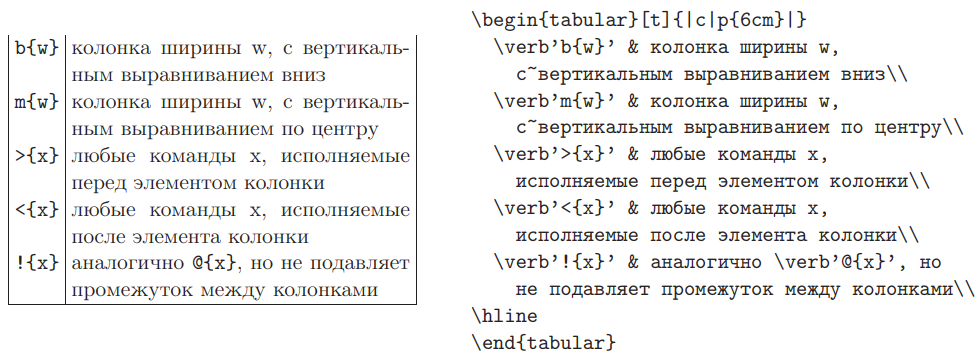 b{w} колонка ширины w, с вертикаль-
ным выравниванием вниз
m{w} колонка ширины w, с вертикаль-
ным выравниванием по центру
>{x} любые команды x, исполняемые
перед элементом колонки
<{x} любые команды x, исполняемые
после элемента колонки
!{x} аналогично @{x}, но не подавляет
промежуток между колонками
\begin{tabular}[t]{|c|p{6cm}|}
\verb’b{w}’ & колонка ширины w,
с~вертикальным выравниванием вниз\\
\verb’m{w}’ & колонка ширины w,
с~вертикальным выравниванием по центру\\
\verb’>{x}’ & любые команды x,
исполняемые перед элементом колонки\\
\verb’<{x}’ & любые команды x,
исполняемые после элемента колонки\\
\verb’!{x}’ & аналогично \verb’@{x}’, но
не подавляет промежуток между колонками\\
\hline
\end{tabular}